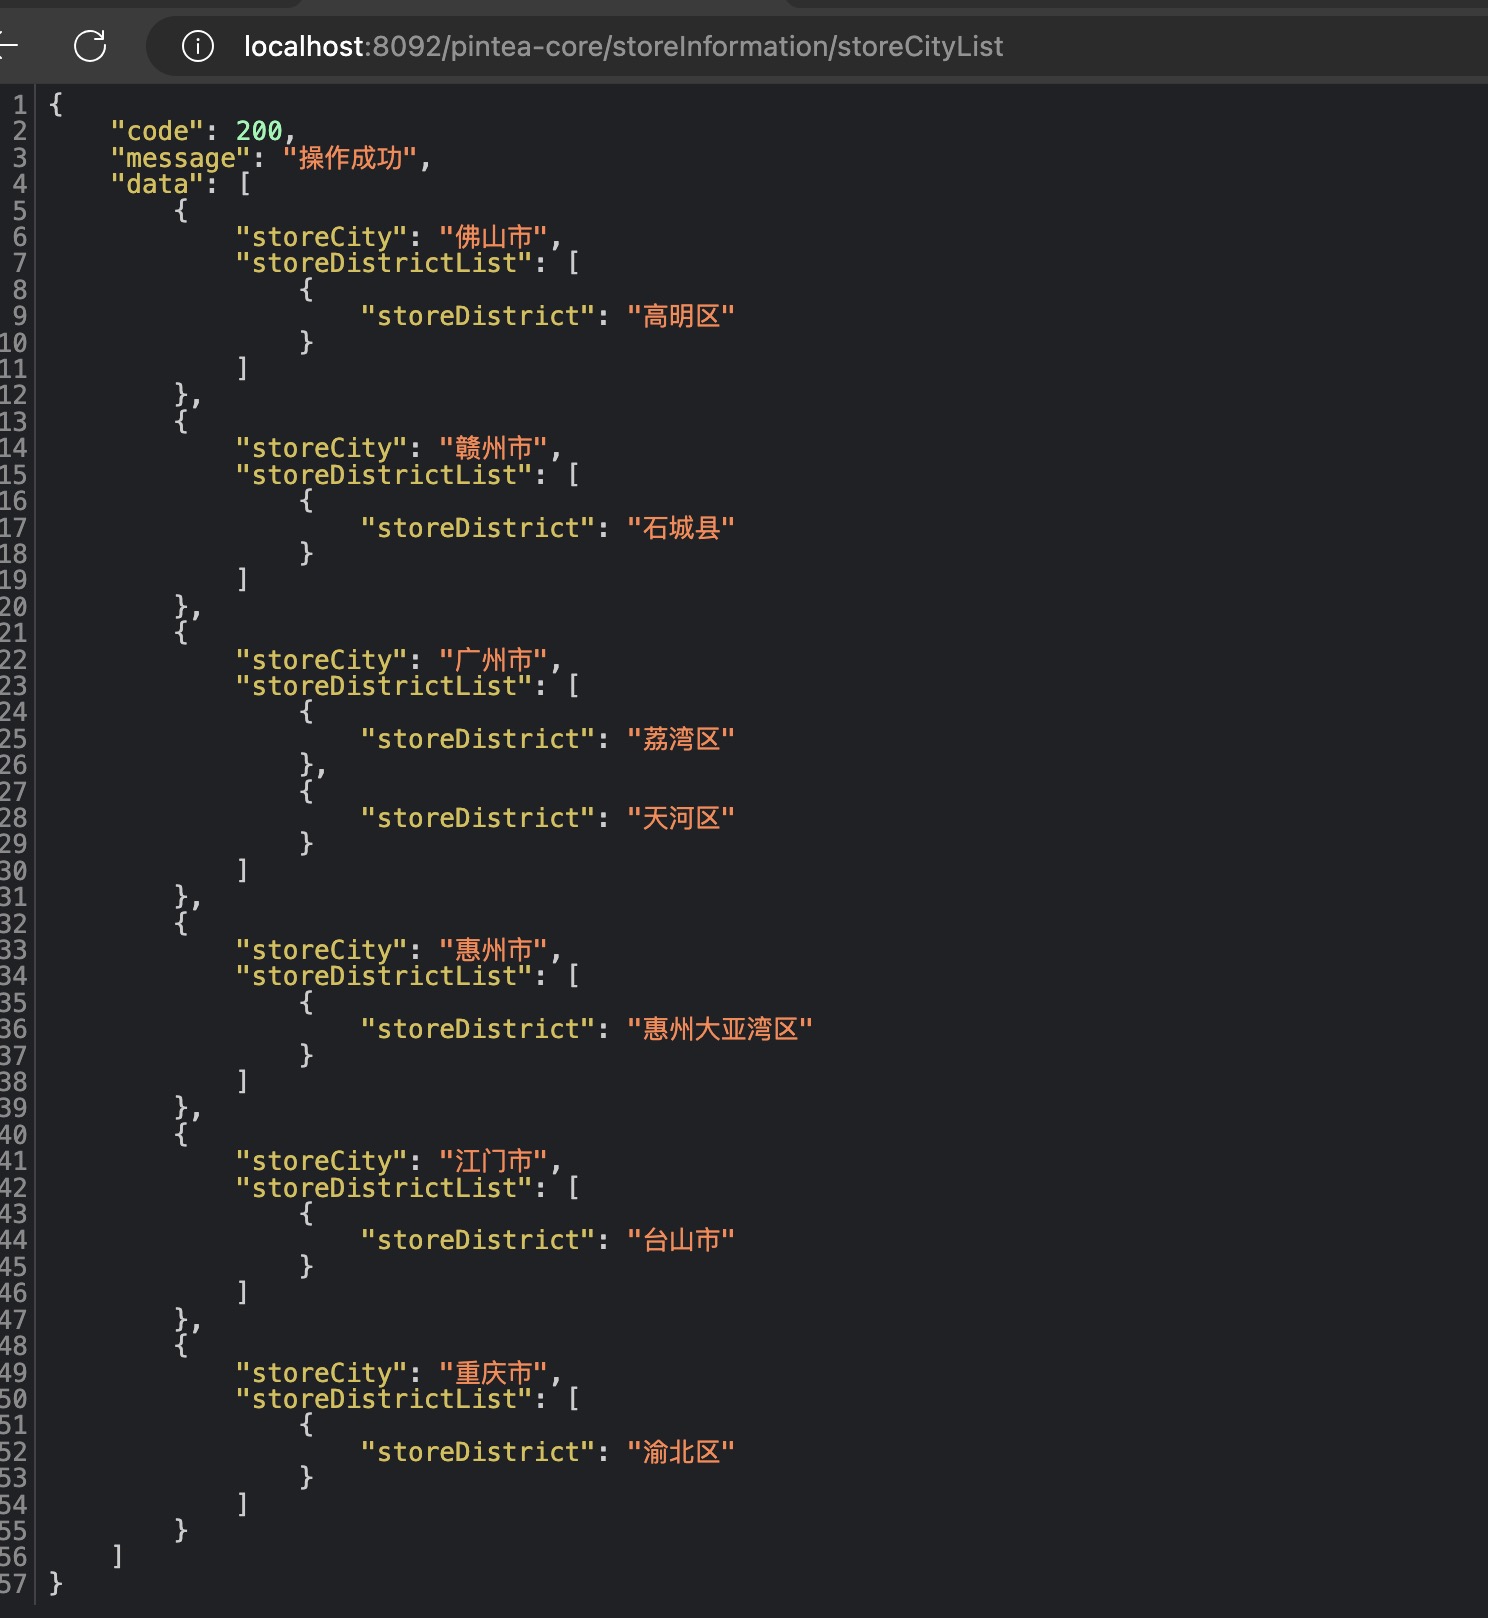 localhost:8092/pintea-core/storeInformation/storeCityList
1 {
2     "code": 200,
3     "message": "操作成功",
4     "data": [
5         {
6             "storeCity": "佛山市",
7             "storeDistrictList": [
8                 {
9                     "storeDistrict": "高明区"
10                 }
11             ]
12         },
13         {
14             "storeCity": "赣州市",
15             "storeDistrictList": [
16                 {
17                     "storeDistrict": "石城县"
18                 }
19             ]
20         },
21         {
22             "storeCity": "广州市",
23             "storeDistrictList": [
24                 {
25                     "storeDistrict": "荔湾区"
26                 },
27                 {
28                     "storeDistrict": "天河区"
29                 }
30             ]
31         },
32         {
33             "storeCity": "惠州市",
34             "storeDistrictList": [
35                 {
36                     "storeDistrict": "惠州大亚湾区"
37                 }
38             ]
39         },
40         {
41             "storeCity": "江门市",
42             "storeDistrictList": [
43                 {
44                     "storeDistrict": "台山市"
45                 }
46             ]
47         },
48         {
49             "storeCity": "重庆市",
50             "storeDistrictList": [
51                 {
52                     "storeDistrict": "渝北区"
53                 }
54             ]
55         }
56     ]
57 }